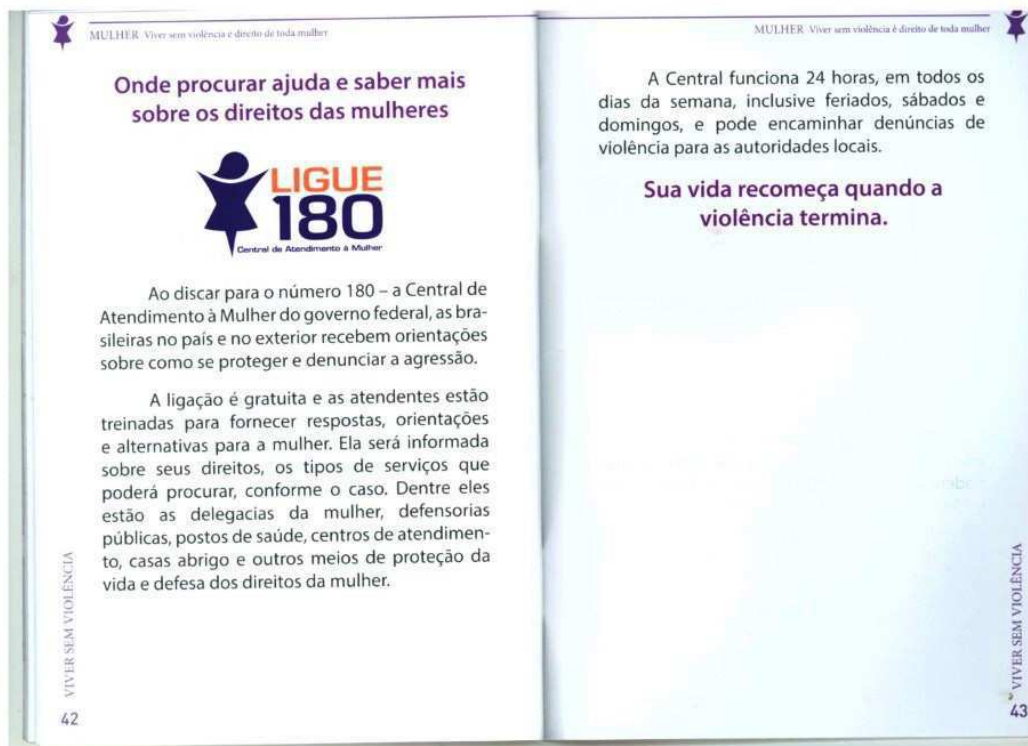 MULHER Viver sem violência e direito de toda mulher
Onde procurar ajuda e saber mais
sobre os direitos das mulheres
LIGUE
180
Central de Atendimento à Mulher
Ao discar para o número 180 – a Central de
Atendimento à Mulher do governo federal, as bra-
sileiras no país e no exterior recebem orientações
sobre como se proteger e denunciar a agressão.
A ligação é gratuita e as atendentes estão
treinadas para fornecer respostas, orientações
e alternativas para a mulher. Ela será informada
sobre seus direitos, os tipos de serviços que
poderá procurar, conforme o caso. Dentre eles
estão as delegacias da mulher, defensorias
públicas, postos de saúde, centros de atendimen-
to, casas abrigo e outros meios de proteção da
vida e defesa dos direitos da mulher.
VIVER SEM VIOLÊNCIA
42
MULHER Viver sem violência é direito de toda mulher
A Central funciona 24 horas, em todos os
dias da semana, inclusive feriados, sábados e
domingos, e pode encaminhar denúncias de
violência para as autoridades locais.
Sua vida recomeça quando a
violência termina.
VIVER SEM VIOLÊNCIA
43